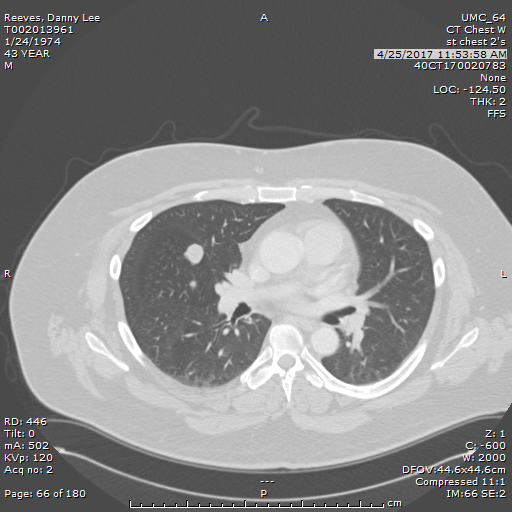 Reeves, Danny Lee
T002013961
1/24/1974
43 YEAR
M
A
UMC_64
CT Chest W
st chest 2's
4/25/2017 11:53:58 AM
40CT170020783
None
LOC: -124.50
THK: 2
FFS
R
L
RD: 446
Tilt: 0
mA: 502
KVp: 120
Acq no: 2
Page: 66 of 180
---
P
Z: 1
C: -600
W: 2000
DFOV:44.6x44.6cm
Compressed 11:1
IM:66 SE:2
cm